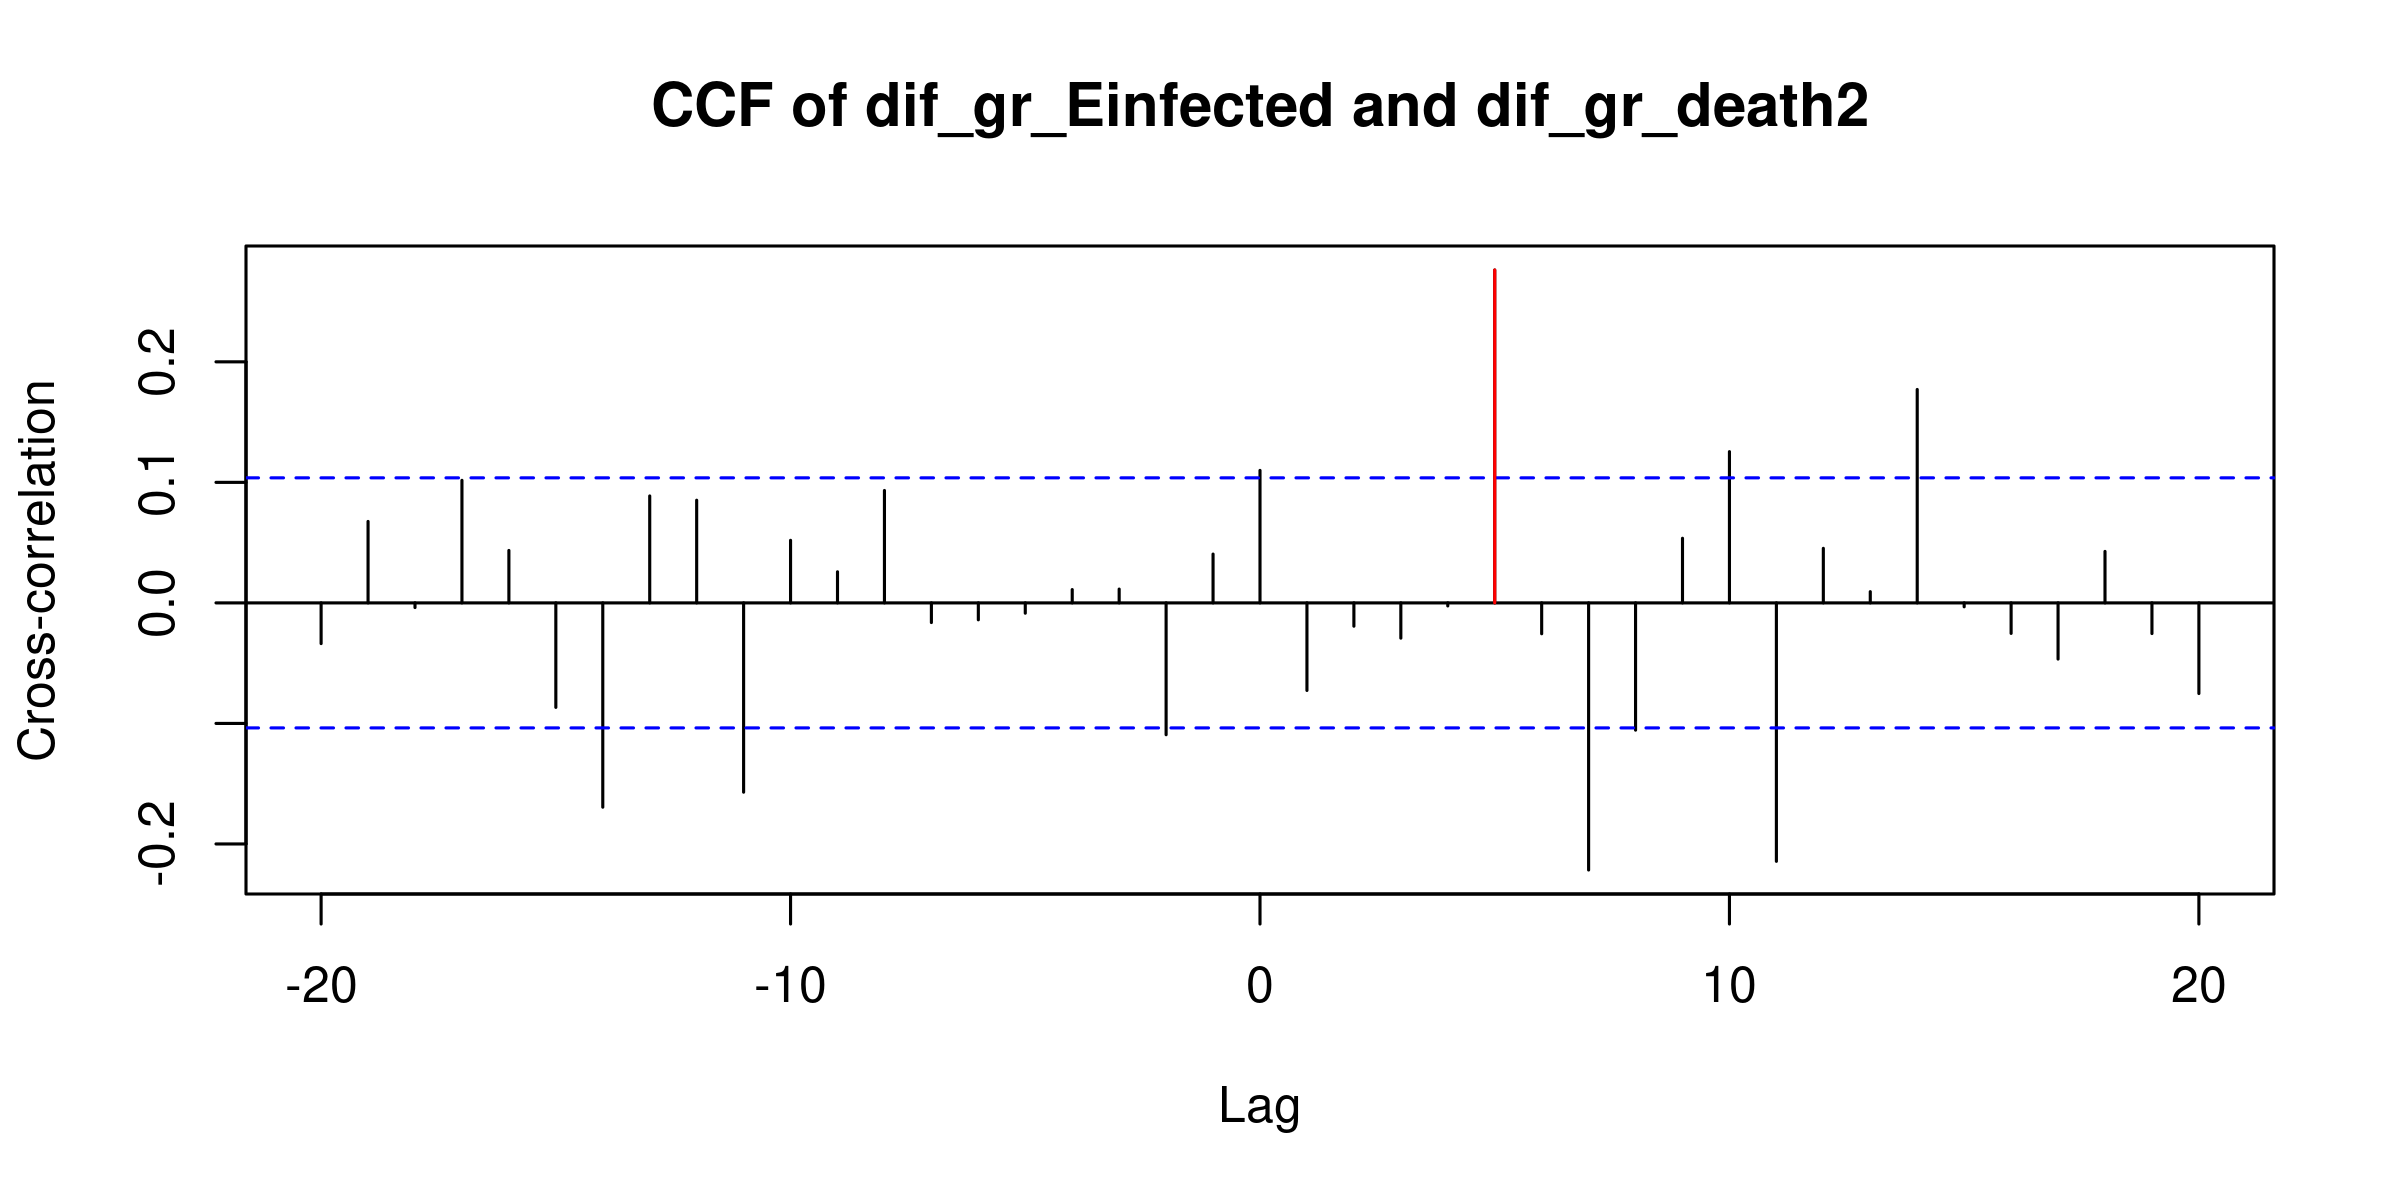 CCF of dif_gr_Einfected and dif_gr_death2
Cross-correlation
0.2
0.1
0.0
-0.2
-20 -10 0 10 20
Lag